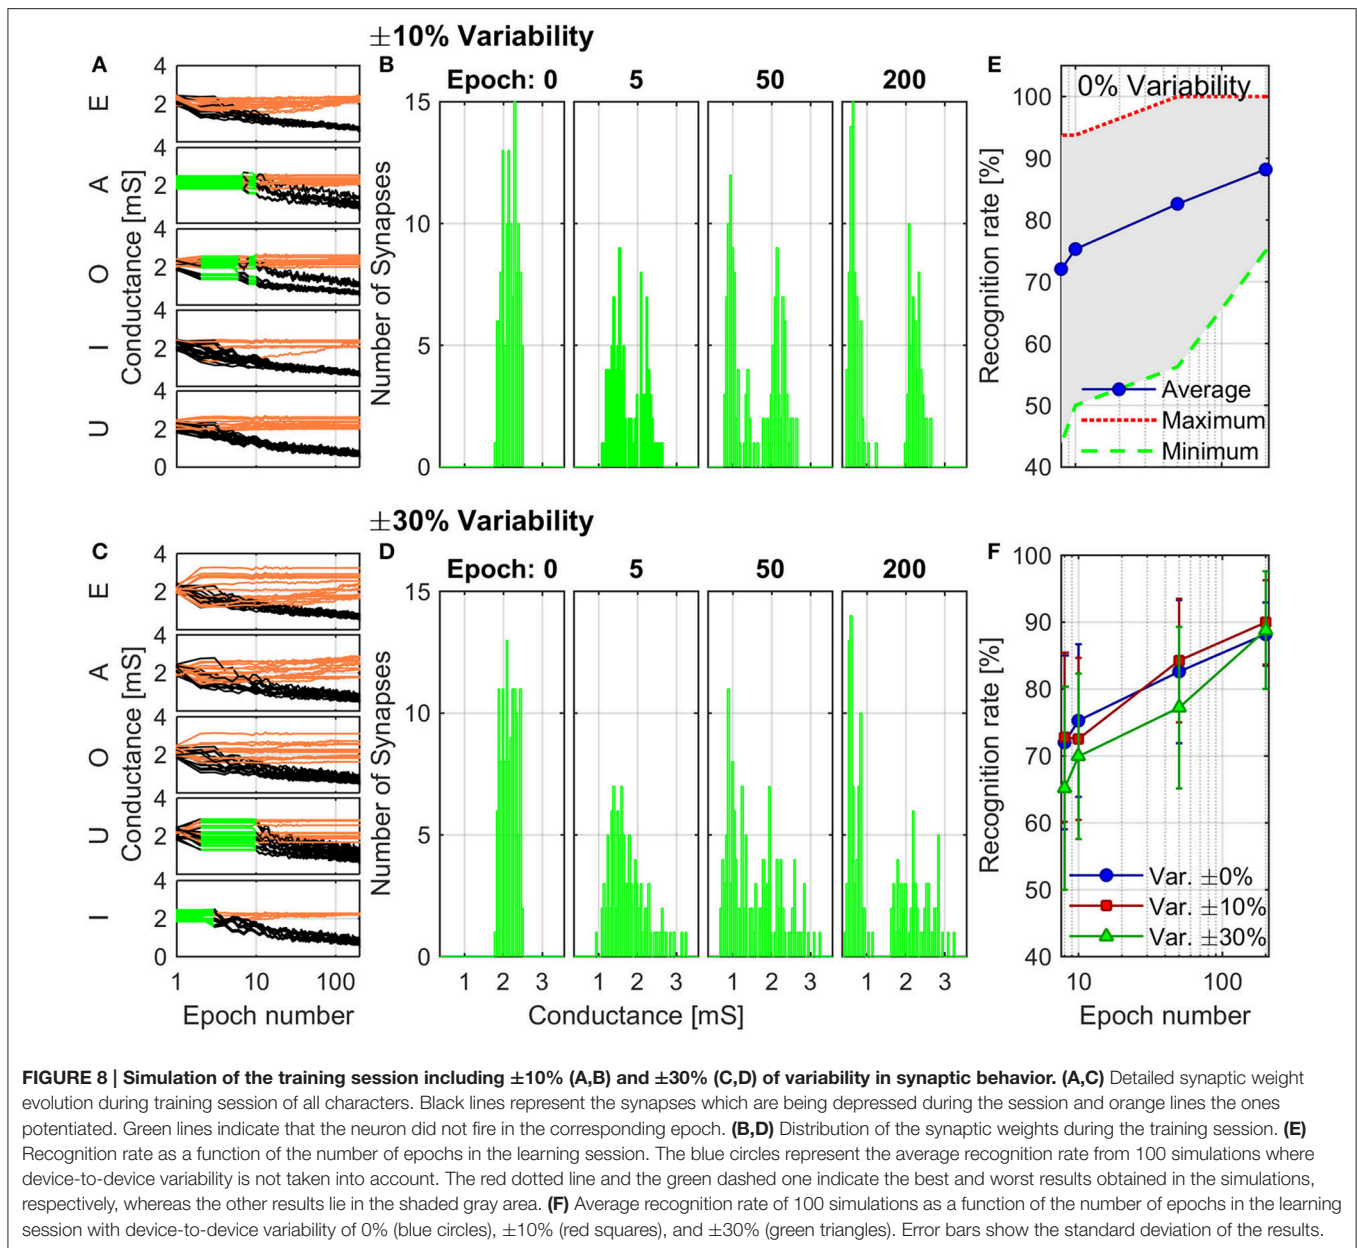 ±10% Variability
A
B
Epoch: 0
5
50
200
E
4
2
4
2
4
2
4
2
4
2
0
E
A
O
I
U
Conductance [mS]
15
10
5
0
Number of Synapses
0% Variability
100
90
80
70
60
50
40
Recognition rate [%]
Average
Maximum
Minimum
±30% Variability
C
D
Epoch: 0
5
50
200
F
4
2
4
2
4
2
4
2
4
2
0
E
A
O
U
I
Conductance [mS]
1
10
100
Epoch number
15
10
5
0
Number of Synapses
1 2 3
1 2 3
1 2 3
1 2 3
Conductance [mS]
100
90
80
70
60
50
40
Recognition rate [%]
Var. ±0%
Var. ±10%
Var. ±30%
10
100
Epoch number
FIGURE 8 | Simulation of the training session including ±10% (A,B) and ±30% (C,D) of variability in synaptic behavior. (A,C) Detailed synaptic weight
evolution during training session of all characters. Black lines represent the synapses which are being depressed during the session and orange lines the ones
potentiated. Green lines indicate that the neuron did not fire in the corresponding epoch. (B,D) Distribution of the synaptic weights during the training session. (E)
Recognition rate as a function of the number of epochs in the learning session. The blue circles represent the average recognition rate from 100 simulations where
device-to-device variability is not taken into account. The red dotted line and the green dashed one indicate the best and worst results obtained in the simulations,
respectively, whereas the other results lie in the shaded gray area. (F) Average recognition rate of 100 simulations as a function of the number of epochs in the learning
session with device-to-device variability of 0% (blue circles), ±10% (red squares), and ±30% (green triangles). Error bars show the standard deviation of the results.